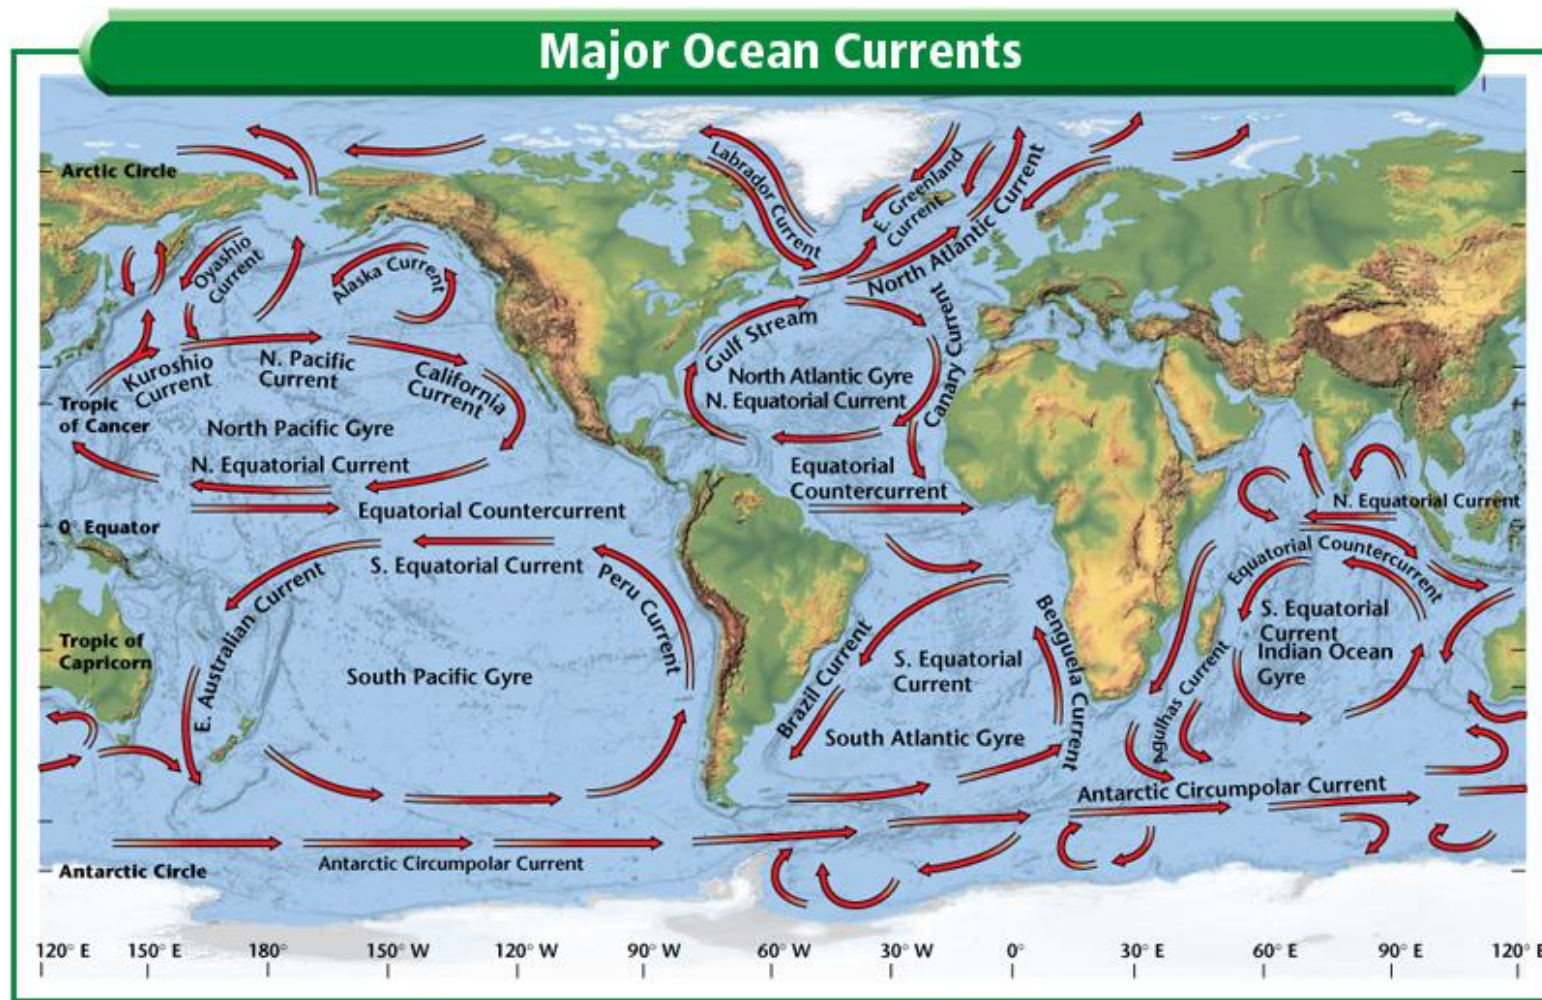 Major Ocean Currents
Arctic Circle
Labrador Current
E. Greenland
Current
North Atlantic Current
Oyashio
Current
Alaska Current
Kuroshio
Current
N. Pacific
Current
California
Current
Gulf Stream
North Atlantic Gyre
N. Equatorial Current
Canary Current
Tropic
of Cancer
North Pacific Gyre
N. Equatorial Current
Equatorial
Countercurrent
N. Equatorial Current
Equatorial Countercurrent
0° Equator
S. Equatorial Current
Equatorial Countercurrent
E. Australian Current
Peru Current
Brazil Current
Benguela Current
S. Equatorial
Current
Indian Ocean
Gyre
Tropic of
Capricorn
South Pacific Gyre
S. Equatorial
Current
Agulhas Current
South Atlantic Gyre
Antarctic Circumpolar Current
Antarctic Circle
Antarctic Circumpolar Current
120° E 150° E 180° 150° W 120° W 90° W 60° W 30° W 0° 30° E 60° E 90° E 120° E